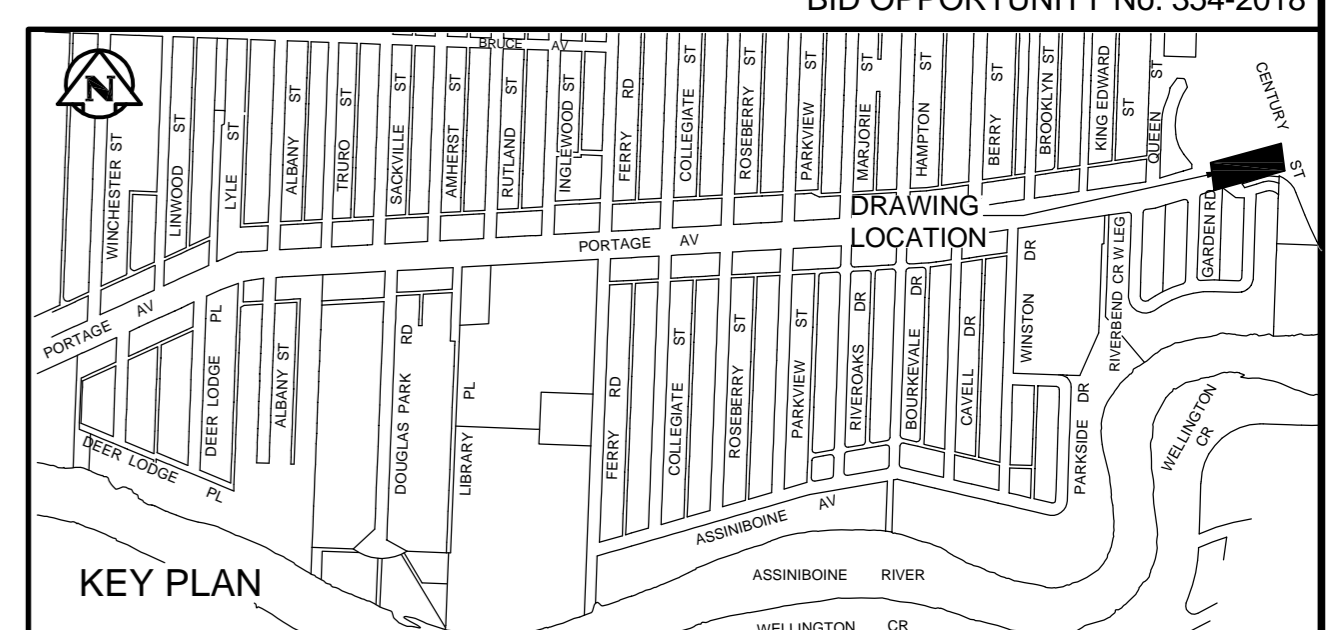 BID OPPORTUNITY No. 354-2018
N
BRUCE AV
WINCHESTER ST
LINWOOD ST
LYLE ST
ALBANY ST
TRURO ST
SACKVILLE ST
AMHERST ST
RUTLAND ST
INGLEWOOD ST
FERRY RD
COLLEGIATE ST
ROSEBERRY ST
PARKVIEW ST
MARJORIE ST
HAMPTON ST
BERRY ST
BROOKLYN ST
KING EDWARD ST
QUEEN ST
CENTURY ST
DRAWING
LOCATION
PORTAGE AV
PORTAGE AV
DEER LODGE PL
ALBANY ST
DOUGLAS PARK RD
LIBRARY PL
FERRY RD
COLLEGIATE ST
ROSEBERRY ST
PARKVIEW ST
RIVEROAKS DR
BOURKEVALE DR
CAVELL DR
WINSTON DR
PARKSIDE DR
RIVERBEND CR W LEG
GARDEN RD
WELLINGTON CR
DEER LODGE PL
ASSINIBOINE AV
KEY PLAN
ASSINIBOINE RIVER
WELLINGTON CR